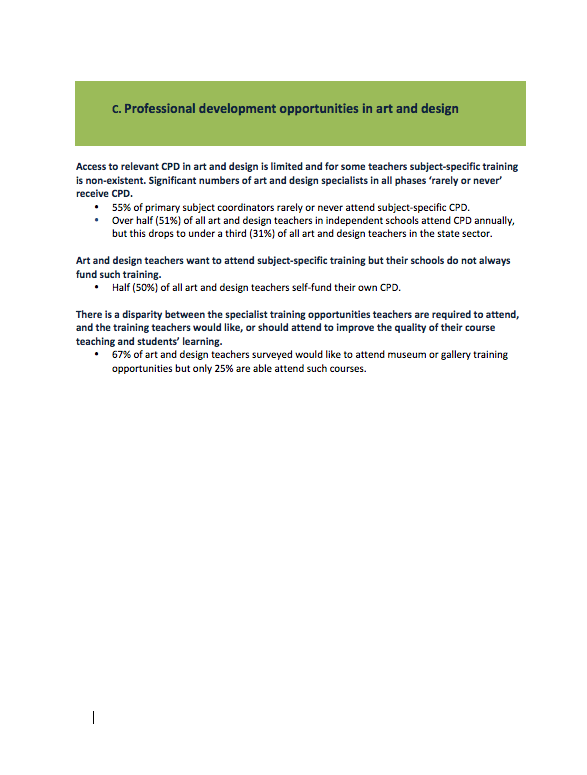 c. Professional development opportunities in art and design
Access to relevant CPD in art and design is limited and for some teachers subject-specific training
is non-existent. Significant numbers of art and design specialists in all phases ‘rarely or never’
receive CPD.
• 55% of primary subject coordinators rarely or never attend subject-specific CPD.
• Over half (51%) of all art and design teachers in independent schools attend CPD annually,
but this drops to under a third (31%) of all art and design teachers in the state sector.
Art and design teachers want to attend subject-specific training but their schools do not always
fund such training.
• Half (50%) of all art and design teachers self-fund their own CPD.
There is a disparity between the specialist training opportunities teachers are required to attend,
and the training teachers would like, or should attend to improve the quality of their course
teaching and students’ learning.
• 67% of art and design teachers surveyed would like to attend museum or gallery training
opportunities but only 25% are able attend such courses.